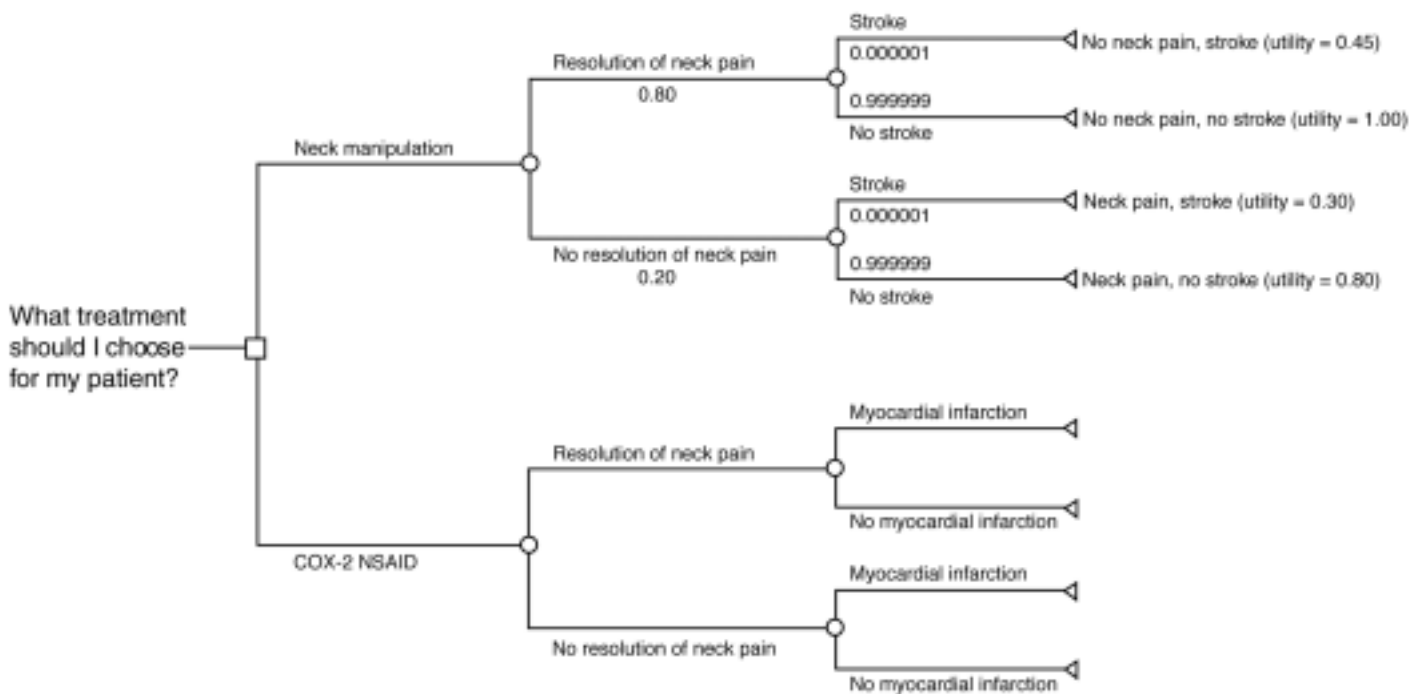 Stroke
0.000001
No neck pain, stroke (utility = 0.45)
Resolution of neck pain
0.80
0.999999
No stroke
No neck pain, no stroke (utility = 1.00)
Neck manipulation
Stroke
0.000001
Neck pain, stroke (utility = 0.30)
No resolution of neck pain
0.20
0.999999
No stroke
Neck pain, no stroke (utility = 0.80)
What treatment
should I choose
for my patient?
Myocardial infarction
Resolution of neck pain
No myocardial infarction
COX-2 NSAID
Myocardial infarction
No resolution of neck pain
No myocardial infarction